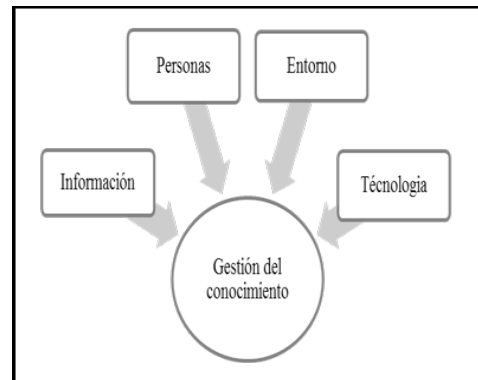 Personas
Entorno
Información
Técnologia
Gestión del
conocimiento